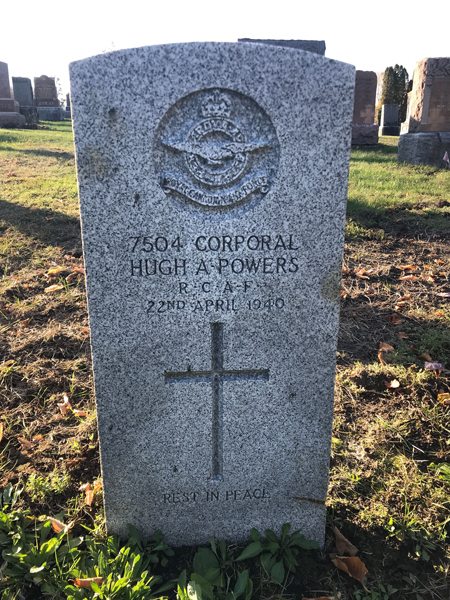 7504 CORPORAL
HUGH A POWERS
R·C·A·F·
22ND APRIL 1940
REST IN PEACE